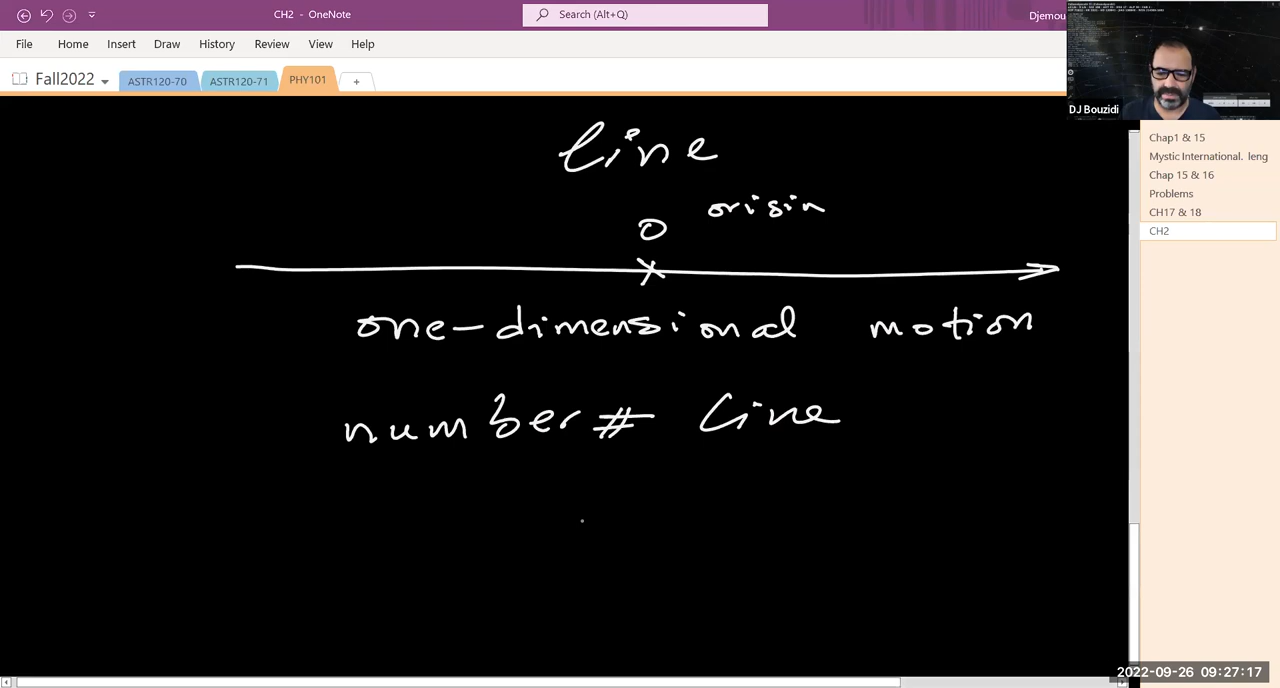 CH2 - OneNote
Search (Alt+Q)
Djemou
File Home Insert Draw History Review View Help
Fall2022 ASTR120-70 ASTR120-71 PHY101 +
DJ Bouzidi
Chap1 & 15
Mystic International. leng
Chap 15 & 16
Problems
CH17 & 18
CH2
line
O origin
one-dimensional motion
number # line
2022-09-26 09:27:17